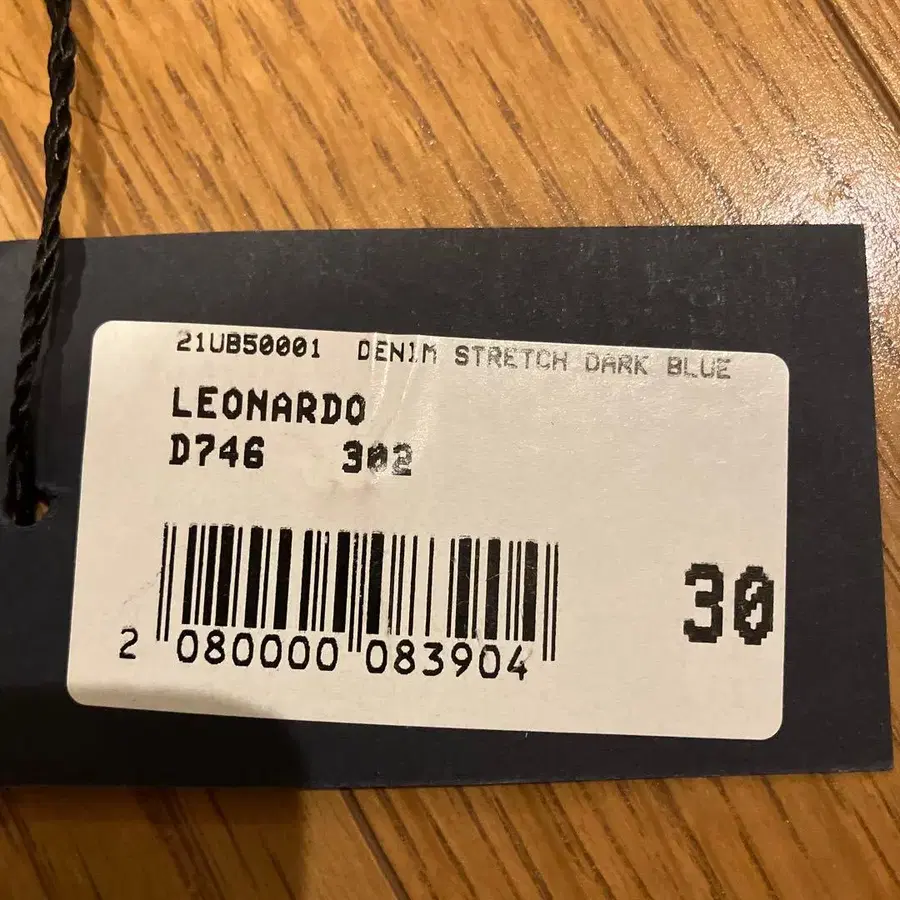 21UB50001 DENIM STRETCH DARK BLUE
LEONARDO
D746 302
30
2 080000 083904